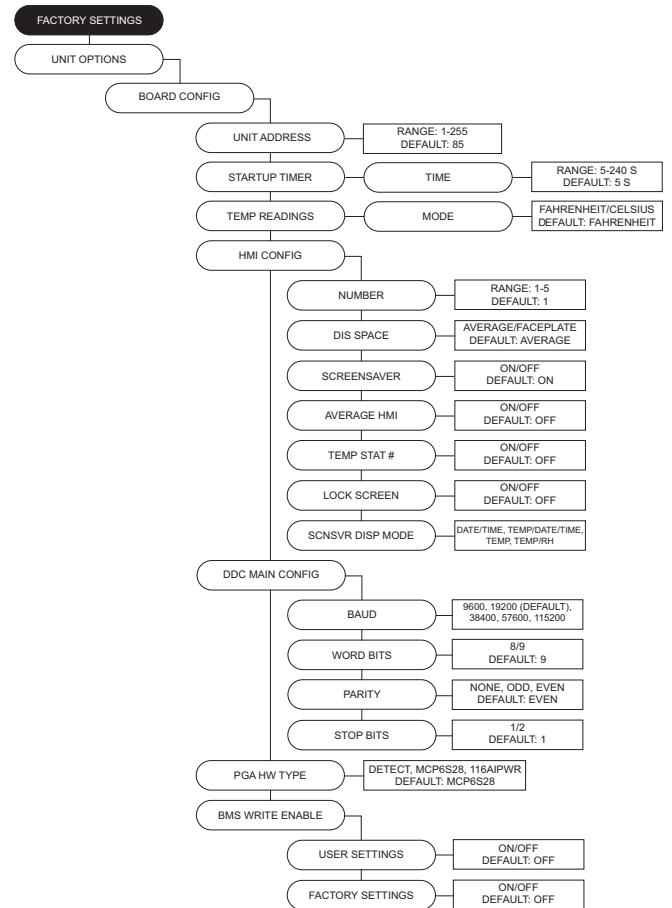 FACTORY SETTINGS
UNIT OPTIONS
BOARD CONFIG
UNIT ADDRESS
RANGE: 1-255
DEFAULT: 85
STARTUP TIMER
TIME
RANGE: 5-240 S
DEFAULT: 5 S
TEMP READINGS
MODE
FAHRENHEIT/CELSIUS
DEFAULT: FAHRENHEIT
HMI CONFIG
NUMBER
RANGE: 1-5
DEFAULT: 1
DIS SPACE
AVERAGE/FACEPLATE
DEFAULT: AVERAGE
SCREENSAVER
ON/OFF
DEFAULT: ON
AVERAGE HMI
ON/OFF
DEFAULT: OFF
TEMP STAT #
ON/OFF
DEFAULT: OFF
LOCK SCREEN
ON/OFF
DEFAULT: OFF
SCNSVR DISP MODE
DATE/TIME, TEMP/DATE/TIME,
TEMP, TEMP/RH
DDC MAIN CONFIG
BAUD
9600, 19200 (DEFAULT),
38400, 57600, 115200
WORD BITS
8/9
DEFAULT: 9
PARITY
NONE, ODD, EVEN
DEFAULT: EVEN
STOP BITS
1/2
DEFAULT: 1
PGA HW TYPE
DETECT, MCP6S28, 116AIPWR
DEFAULT: MCP6S28
BMS WRITE ENABLE
USER SETTINGS
ON/OFF
DEFAULT: OFF
FACTORY SETTINGS
ON/OFF
DEFAULT: OFF